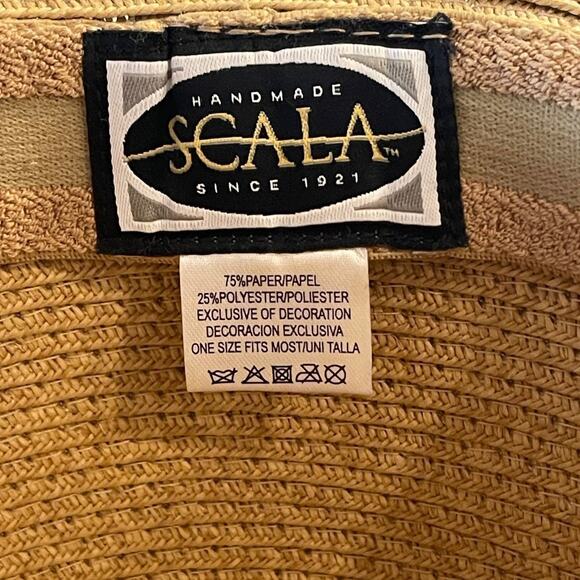 HANDMADE
SCALA™
SINCE 1921
75%PAPER/PAPEL
25%POLYESTER/POLIESTER
EXCLUSIVE OF DECORATION
DECORACION EXCLUSIVA
ONE SIZE FITS MOST/UNI TALLA